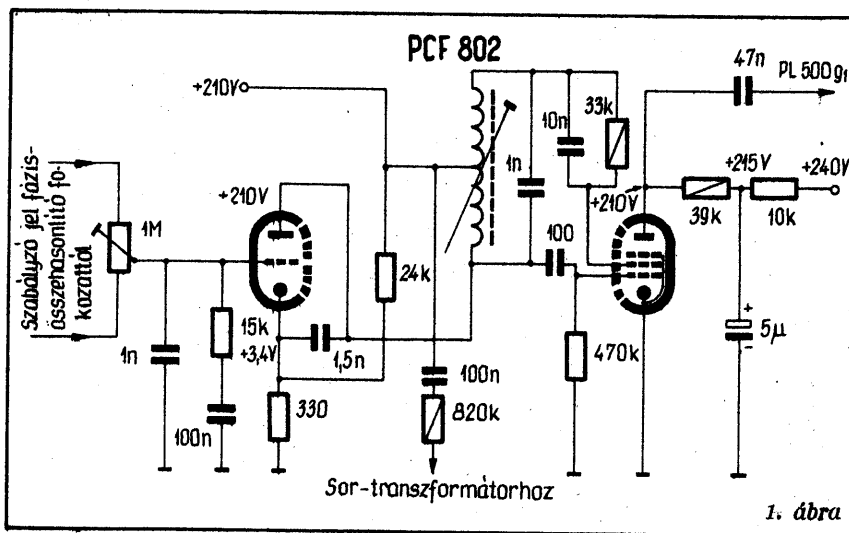 PCF 802
+210V
Szabályzó jel fázis-
összehasonlító fo-
kozattól
1M
1n
15k
+3,4V
100n
+210V
330
1,5n
24k
100n
820k
Sor-transzformátorhoz
1n
10n
33k
100
470k
+210V
47n
PL 500 g1
39k
+215V
10k
+240V
+
5µ
-
1. ábra